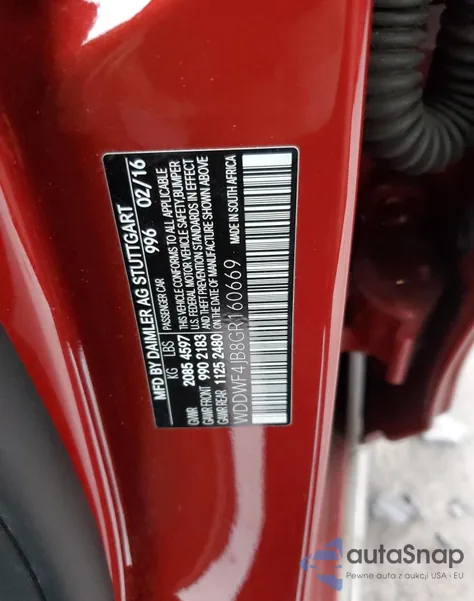 MFD BY DAIMLER AG STUTTGART
PASSENGER CAR 996 02/16
KG LBS THIS VEHICLE CONFORMS TO ALL APPLICABLE
2085 4597 U.S. FEDERAL MOTOR VEHICLE SAFETY, BUMPER
GAWR FRONT 990 2183 AND THEFT PREVENTION STANDARDS IN EFFECT
GAWR REAR 1125 2480 ON THE DATE OF MANUFACTURE SHOWN ABOVE
WDDWF4JB8GR160669 MADE IN SOUTH AFRICA
autoSnap
Pewne auta z aukcji USA i EU